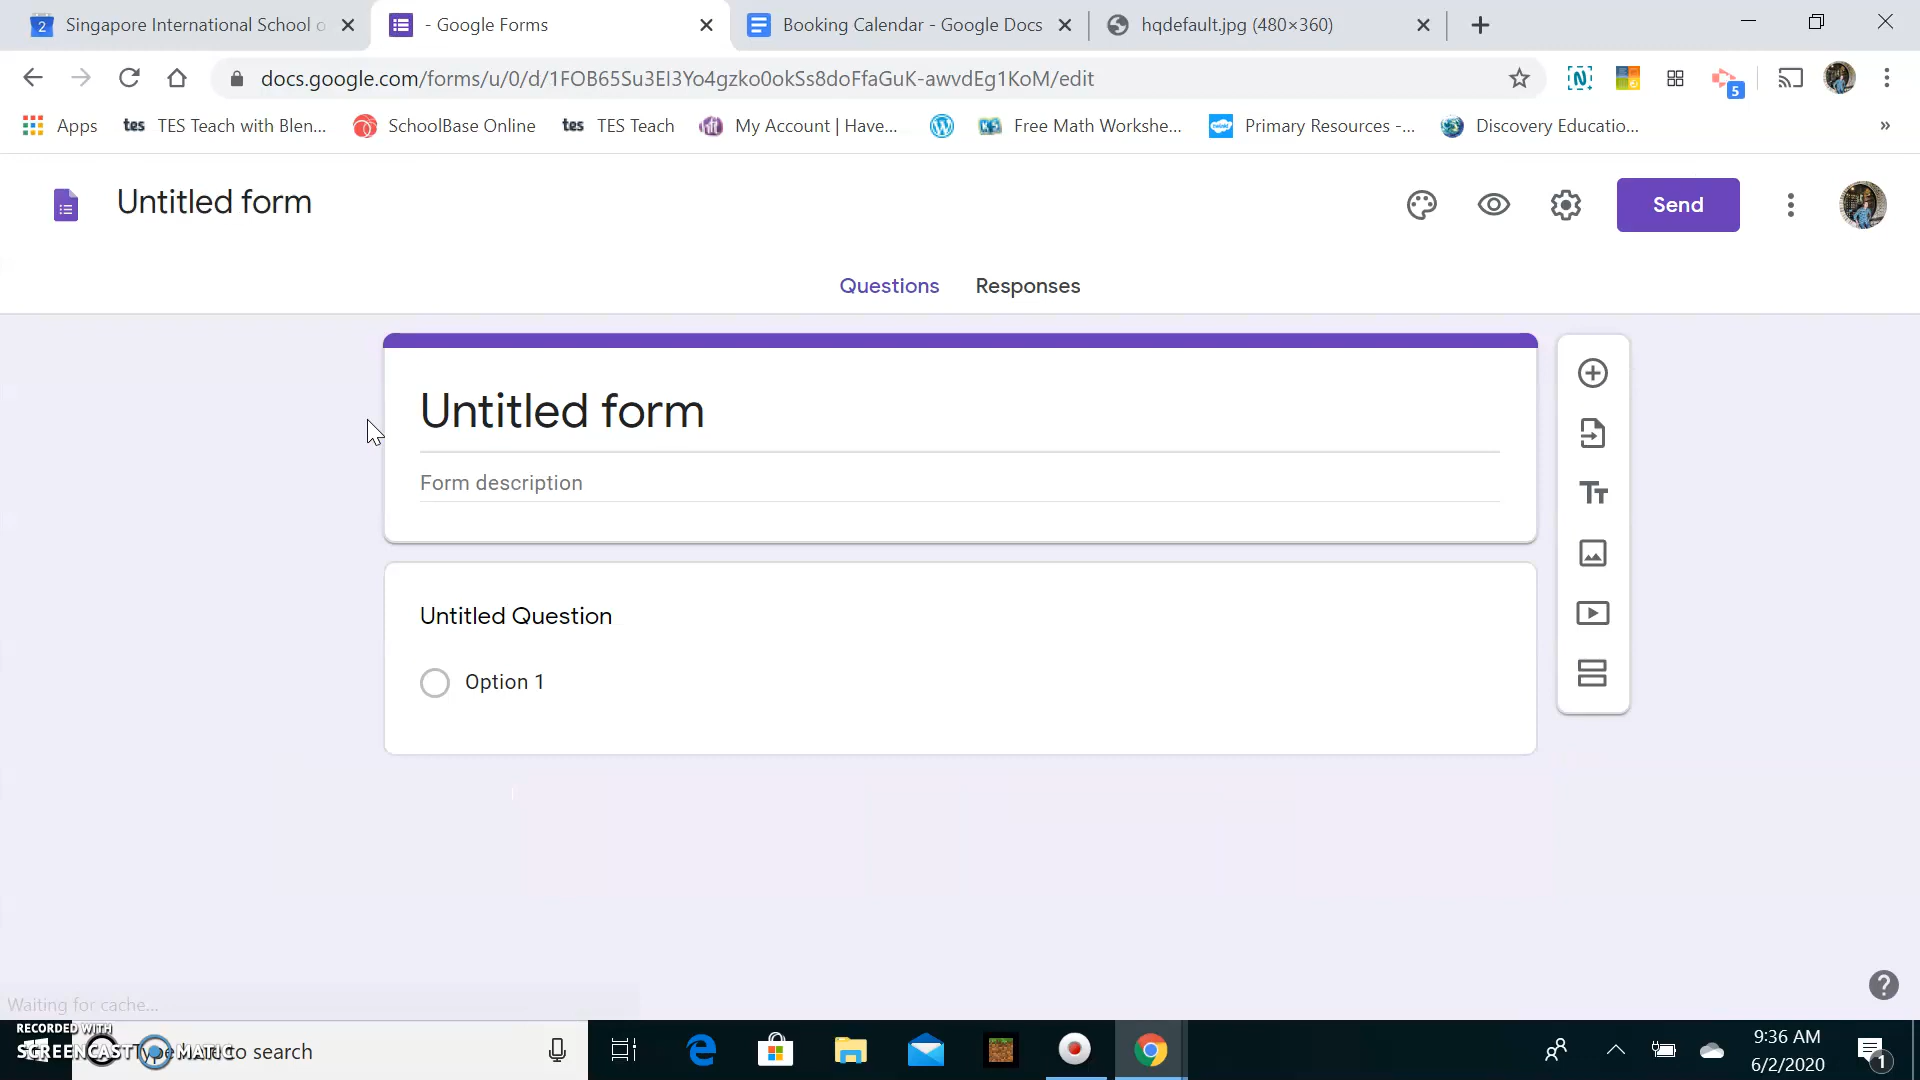 2 Singapore International School o
- Google Forms
Booking Calendar - Google Docs
hqdefault.jpg (480×360)
docs.google.com/forms/u/0/d/1FOB65Su3EI3Yo4gzko0okSs8doFfaGuK-awvdEg1KoM/edit
5
Apps
tes TES Teach with Blen...
SchoolBase Online
tes TES Teach
My Account | Have...
Free Math Workshe...
Primary Resources -...
Discovery Educatio...
»
Untitled form
Send
Questions
Responses
Untitled form
Form description
Untitled Question
Option 1
Waiting for cache...
RECORDED WITH
SCREENCAST MATIC
Type here to search
9:36 AM
6/2/2020
1